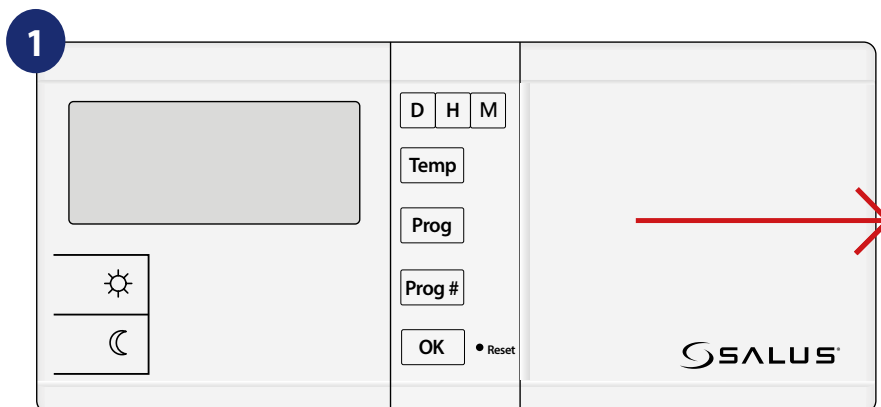 1
D H M
Temp
Prog
Prog #
OK Reset
SALUS